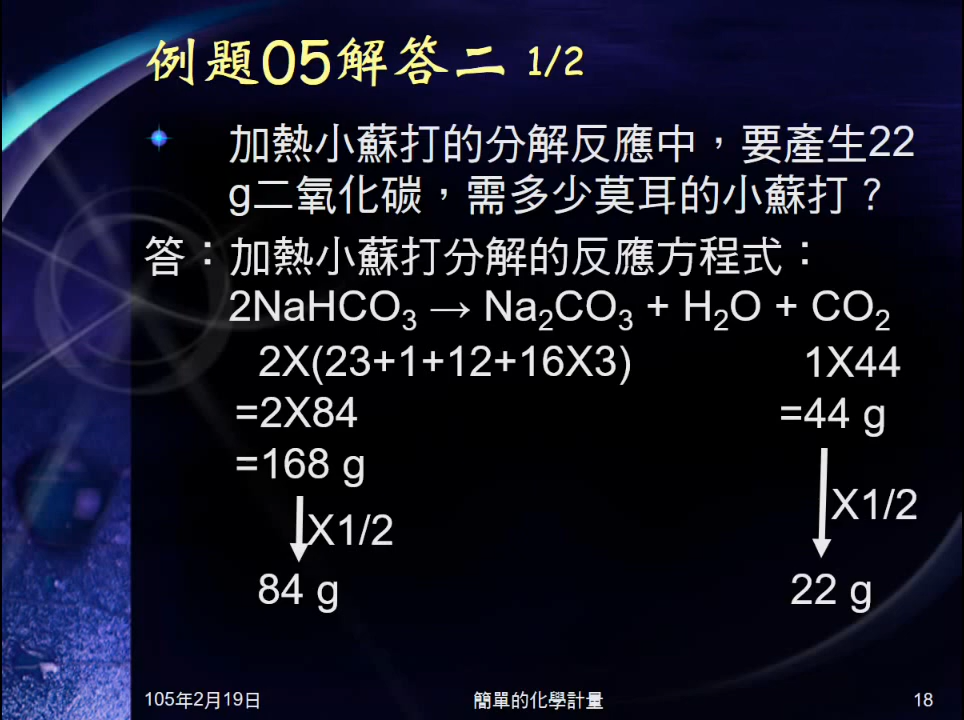 例題05解答二 1/2
加熱小蘇打的分解反應中，要產生22
g二氧化碳，需多少莫耳的小蘇打？
答：加熱小蘇打分解的反應方程式：
2NaHCO₃ → Na₂CO₃ + H₂O + CO₂
2X(23+1+12+16X3) 1X44
=2X84 =44 g
=168 g
X1/2 X1/2
84 g 22 g
105年2月19日 簡單的化學計量 18